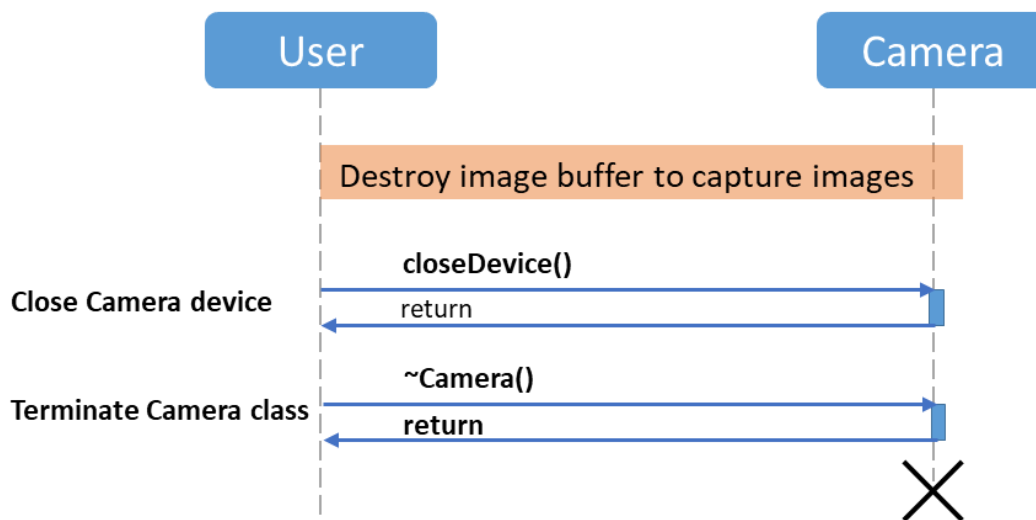 User
Camera
Destroy image buffer to capture images
closeDevice()
Close Camera device
return
~Camera()
Terminate Camera class
return